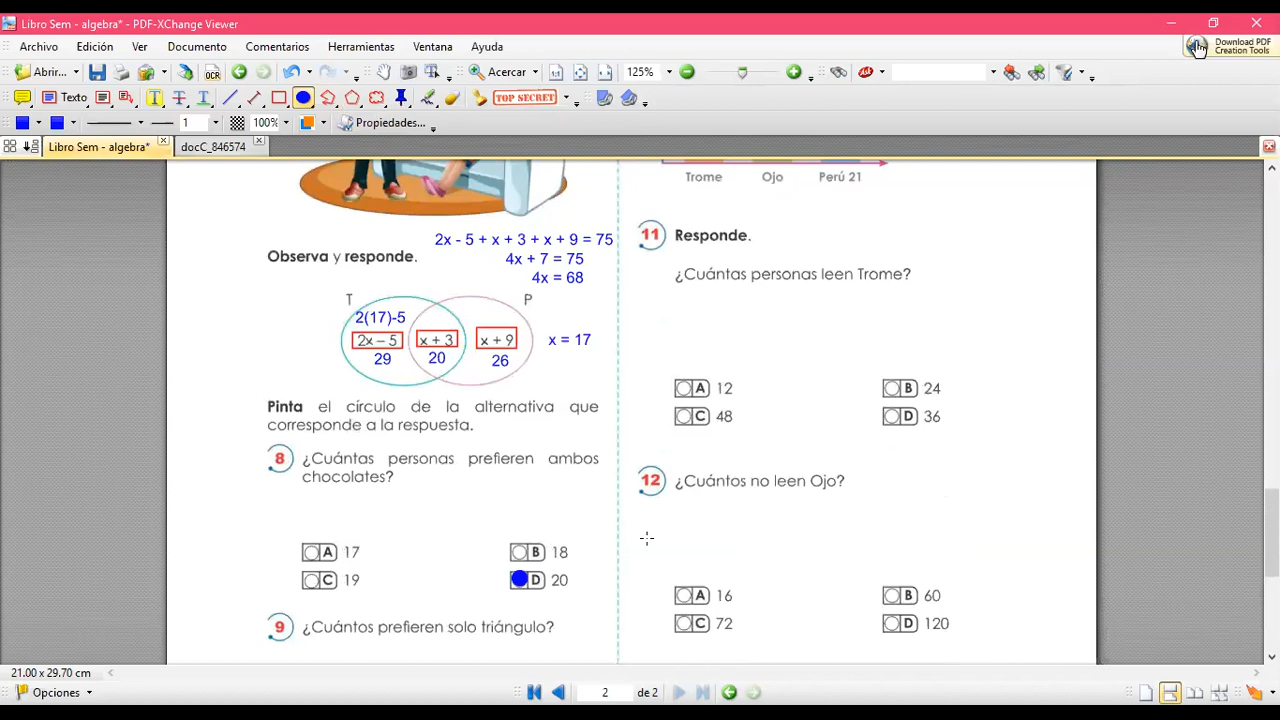 Libro Sem - algebra* - PDF-XChange Viewer
Archivo Edición Ver Documento Comentarios Herramientas Ventana Ayuda
Download PDF
Creation Tools
Abrir... OCR Acercar 125%
Texto TOP SECRET
1 100% Propiedades...
Libro Sem - algebra* docC_846574
Observa y responde.
2x - 5 + x + 3 + x + 9 = 75
4x + 7 = 75
4x = 68
T P
2(17)-5
2x – 5 x + 3 x + 9 x = 17
29 20 26
Pinta el círculo de la alternativa que
corresponde a la respuesta.
8 ¿Cuántas personas prefieren ambos
chocolates?
A 17 B 18
C 19 D 20
9 ¿Cuántos prefieren solo triángulo?
Trome Ojo Perú 21
11 Responde.
¿Cuántas personas leen Trome?
A 12 B 24
C 48 D 36
12 ¿Cuántos no leen Ojo?
A 16 B 60
C 72 D 120
21.00 x 29.70 cm
Opciones 2 de 2